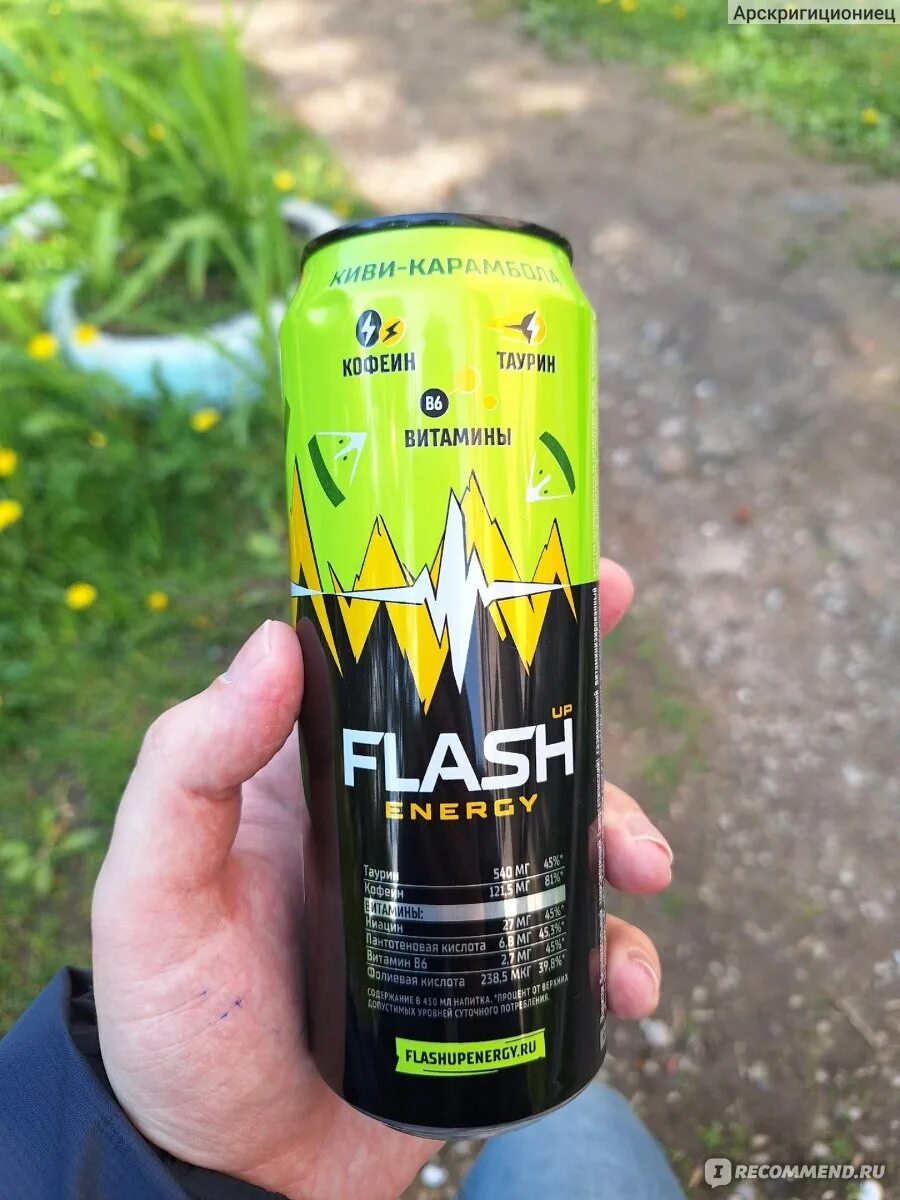 Арскригициониец
КИВИ-КАРАМБОЛА
КОФЕИН
ТАУРИН
B6
ВИТАМИНЫ
UP
FLASH
ENERGY
Таурин 540 МГ 45%*
Кофеин 121,5 МГ 81%*
ВИТАМИНЫ:
Ниацин 27 МГ 45%*
Пантотеновая кислота 6,8 МГ 45,3%*
Витамин B6 2,7 МГ 45%*
Фолиевая кислота 238,5 МКГ 39,8%*
СОДЕРЖАНИЕ В 450 МЛ НАПИТКА. *ПРОЦЕНТ ОТ ВЕРХНИХ
ДОПУСТИМЫХ УРОВНЕЙ СУТОЧНОГО ПОТРЕБЛЕНИЯ.
FLASHUPENERGY.RU
IRECOMMEND.RU